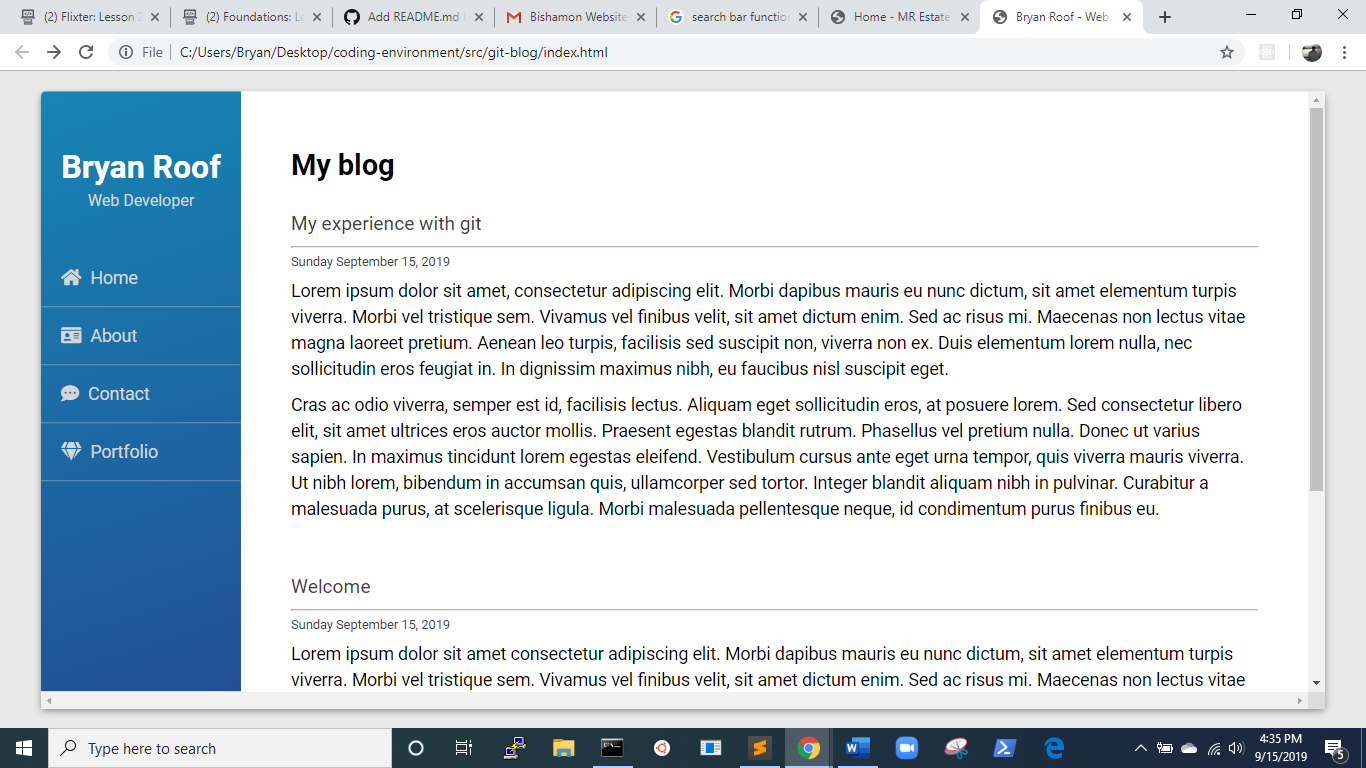 (2) Flixter: Lesson
(2) Foundations: Le
Add README.md
Bishamon Website
search bar functio
Home - MR Estate
Bryan Roof - Web
File
C:/Users/Bryan/Desktop/coding-environment/src/git-blog/index.html
Bryan Roof
Web Developer
Home
About
Contact
Portfolio
My blog
My experience with git
Sunday September 15, 2019
Lorem ipsum dolor sit amet, consectetur adipiscing elit. Morbi dapibus mauris eu nunc dictum, sit amet elementum turpis
viverra. Morbi vel tristique sem. Vivamus vel finibus velit, sit amet dictum enim. Sed ac risus mi. Maecenas non lectus vitae
magna laoreet pretium. Aenean leo turpis, facilisis sed suscipit non, viverra non ex. Duis elementum lorem nulla, nec
sollicitudin eros feugiat in. In dignissim maximus nibh, eu faucibus nisl suscipit eget.
Cras ac odio viverra, semper est id, facilisis lectus. Aliquam eget sollicitudin eros, at posuere lorem. Sed consectetur libero
elit, sit amet ultrices eros auctor mollis. Praesent egestas blandit rutrum. Phasellus vel pretium nulla. Donec ut varius
sapien. In maximus tincidunt lorem egestas eleifend. Vestibulum cursus ante eget urna tempor, quis viverra mauris viverra.
Ut nibh lorem, bibendum in accumsan quis, ullamcorper sed tortor. Integer blandit aliquam nibh in pulvinar. Curabitur a
malesuada purus, at scelerisque ligula. Morbi malesuada pellentesque neque, id condimentum purus finibus eu.
Welcome
Sunday September 15, 2019
Lorem ipsum dolor sit amet consectetur adipiscing elit. Morbi dapibus mauris eu nunc dictum, sit amet elementum turpis
viverra. Morbi vel tristique sem. Vivamus vel finibus velit, sit amet dictum enim. Sed ac risus mi. Maecenas non lectus vitae
Type here to search
4:35 PM
9/15/2019
5